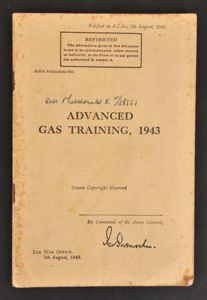 Notified in A.C.Is., 7th August, 1943.
RESTRICTED
The information given in this document
is not to be communicated, either directly
or indirectly, to the Press or to any person
not authorized to receive it.
Macdonald R
ADVANCED
GAS TRAINING, 1943
Crown Copyright Reserved
By Command of the Army Council,
THE WAR OFFICE,
7th August, 1943.